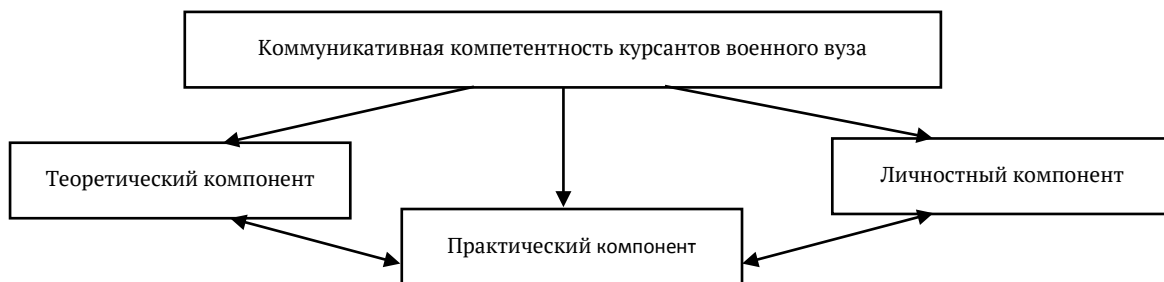 Коммуникативная компетентность курсантов военного вуза
Теоретический компонент
Личностный компонент
Практический компонент